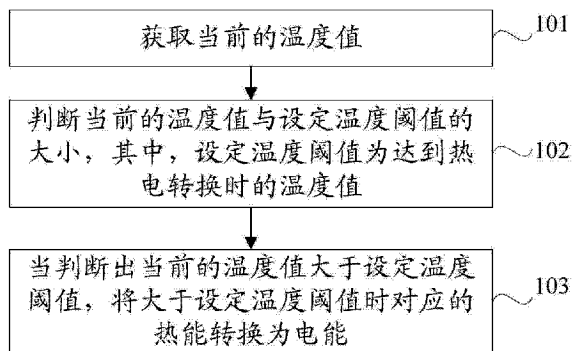 获取当前的温度值
101
判断当前的温度值与设定温度阈值的
大小，其中，设定温度阈值为达到热
电转换时的温度值
102
当判断出当前的温度值大于设定温度
阈值，将大于设定温度阈值时对应的
热能转换为电能
103